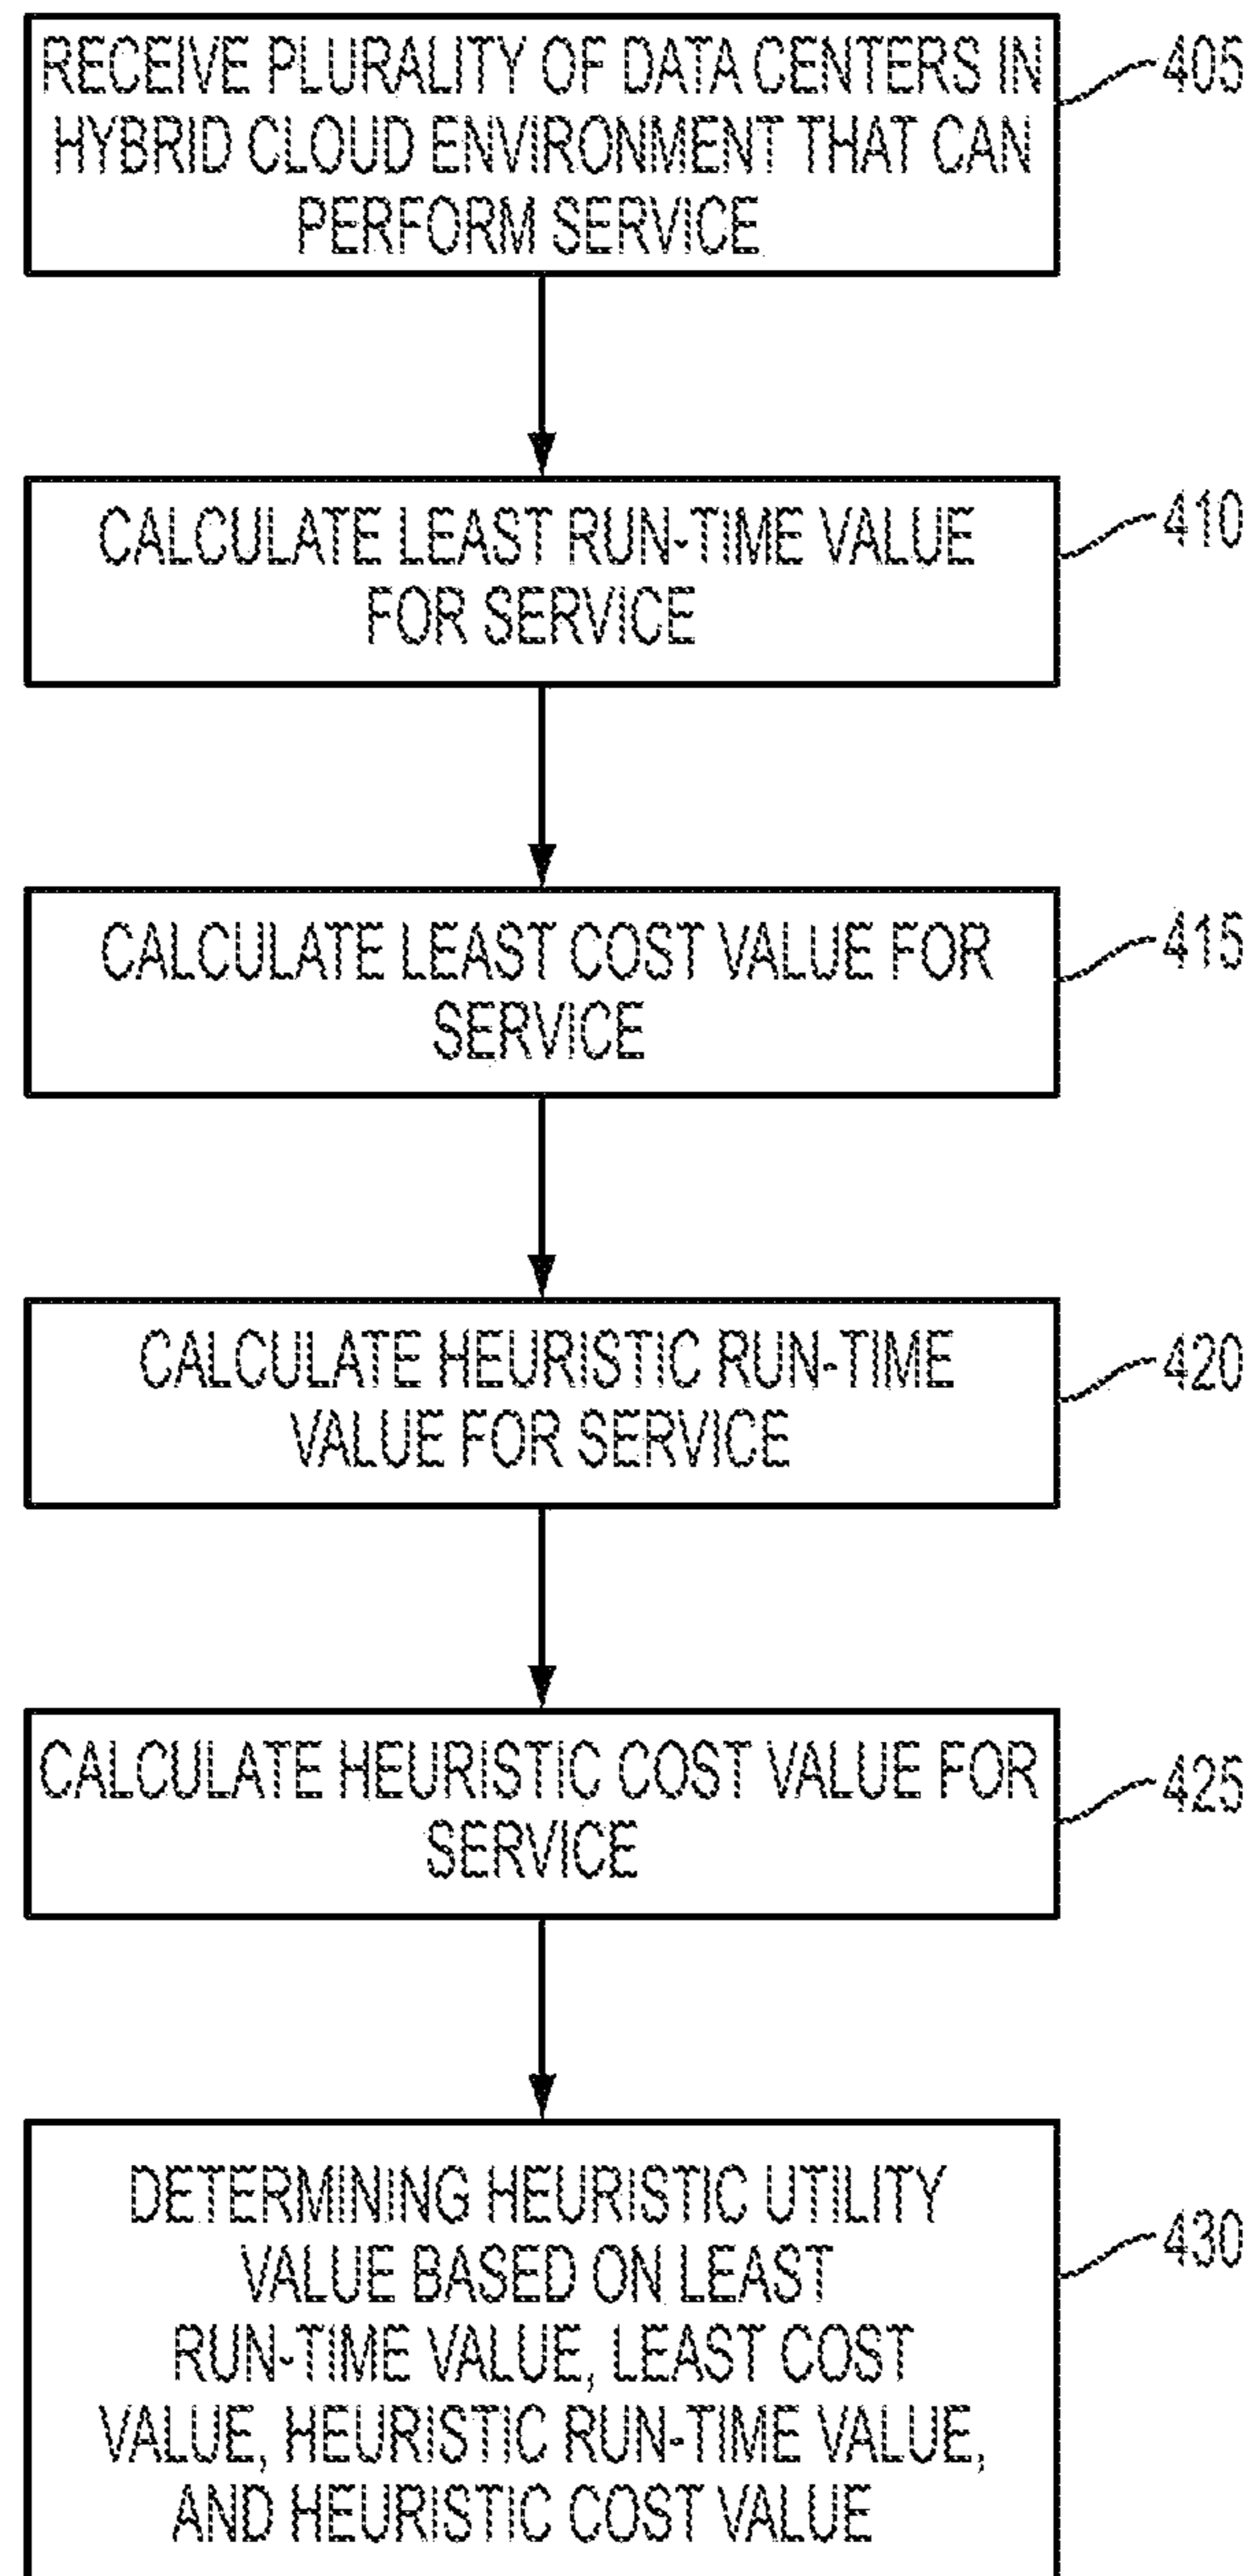 RECEIVE PLURALITY OF DATA CENTERS IN
HYBRID CLOUD ENVIRONMENT THAT CAN
PERFORM SERVICE
405
CALCULATE LEAST RUN-TIME VALUE
FOR SERVICE
410
CALCULATE LEAST COST VALUE FOR
SERVICE
415
CALCULATE HEURISTIC RUN-TIME
VALUE FOR SERVICE
420
CALCULATE HEURISTIC COST VALUE FOR
SERVICE
425
DETERMINING HEURISTIC UTILITY
VALUE BASED ON LEAST
RUN-TIME VALUE, LEAST COST
VALUE, HEURISTIC RUN-TIME VALUE,
AND HEURISTIC COST VALUE
430